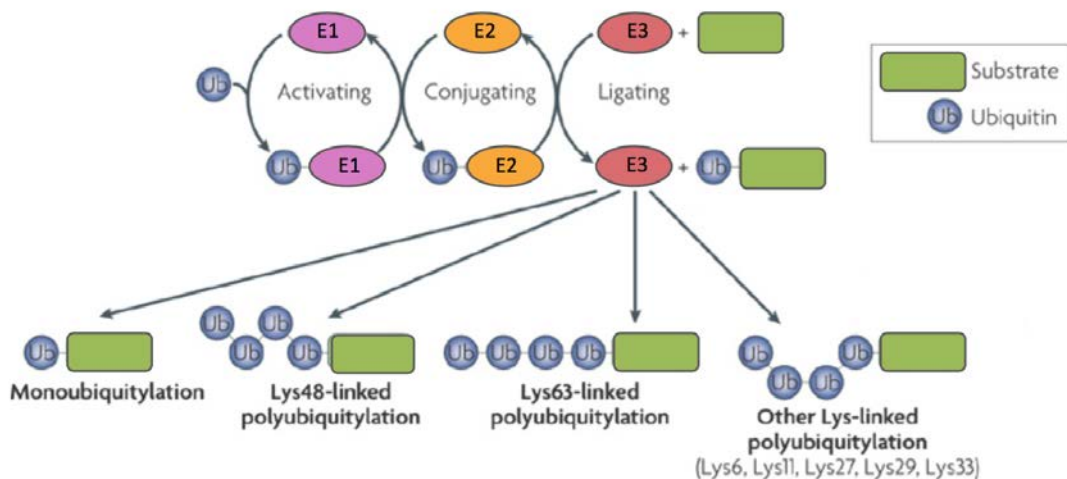 E1
E2
E3 +
Substrate
Ub
Activating
Conjugating
Ligating
Ub Ubiquitin
Ub E1
Ub E2
E3 + Ub
Ub
Ub Ub
Ub Ub
Ub Ub Ub Ub
Ub Ub
Ub Ub
Monoubiquitylation
Lys48-linked
polyubiquitylation
Lys63-linked
polyubiquitylation
Other Lys-linked
polyubiquitylation
(Lys6, Lys11, Lys27, Lys29, Lys33)